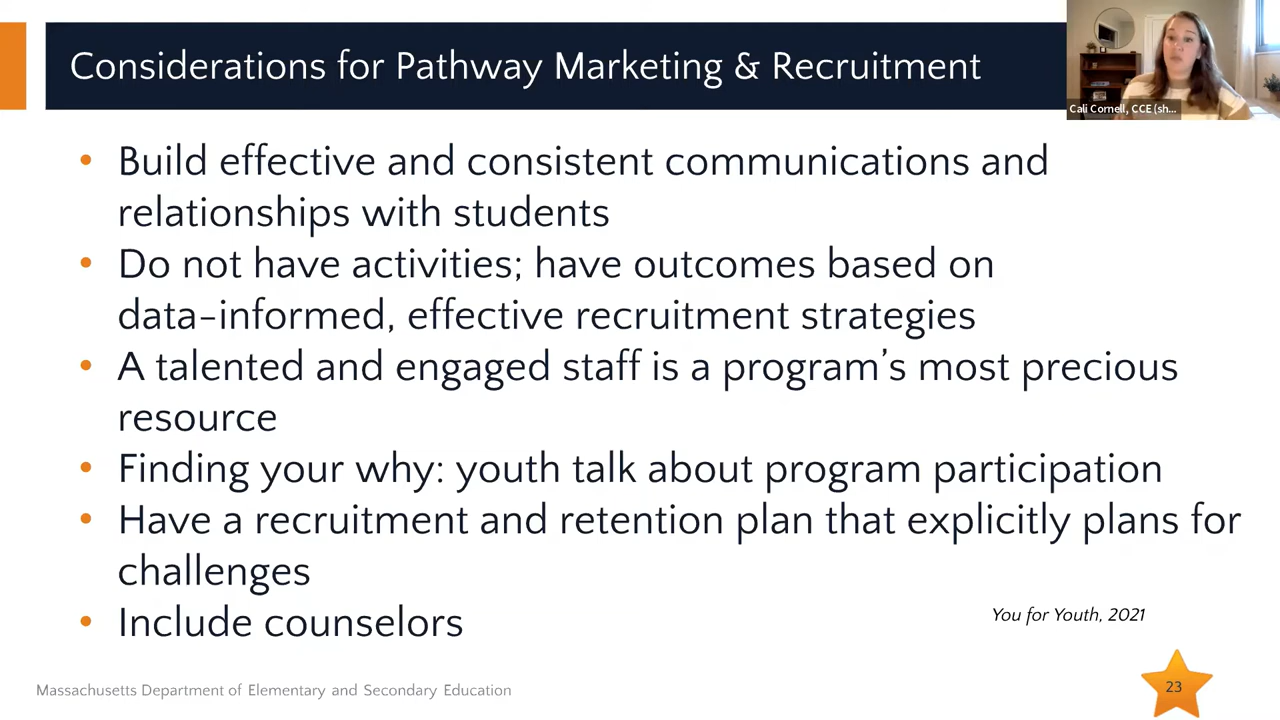 Considerations for Pathway Marketing & Recruitment
Cali Cornell, CCE (sh...
• Build effective and consistent communications and
relationships with students
• Do not have activities; have outcomes based on
data-informed, effective recruitment strategies
• A talented and engaged staff is a program's most precious
resource
• Finding your why: youth talk about program participation
• Have a recruitment and retention plan that explicitly plans for
challenges
• Include counselors
You for Youth, 2021
Massachusetts Department of Elementary and Secondary Education
23